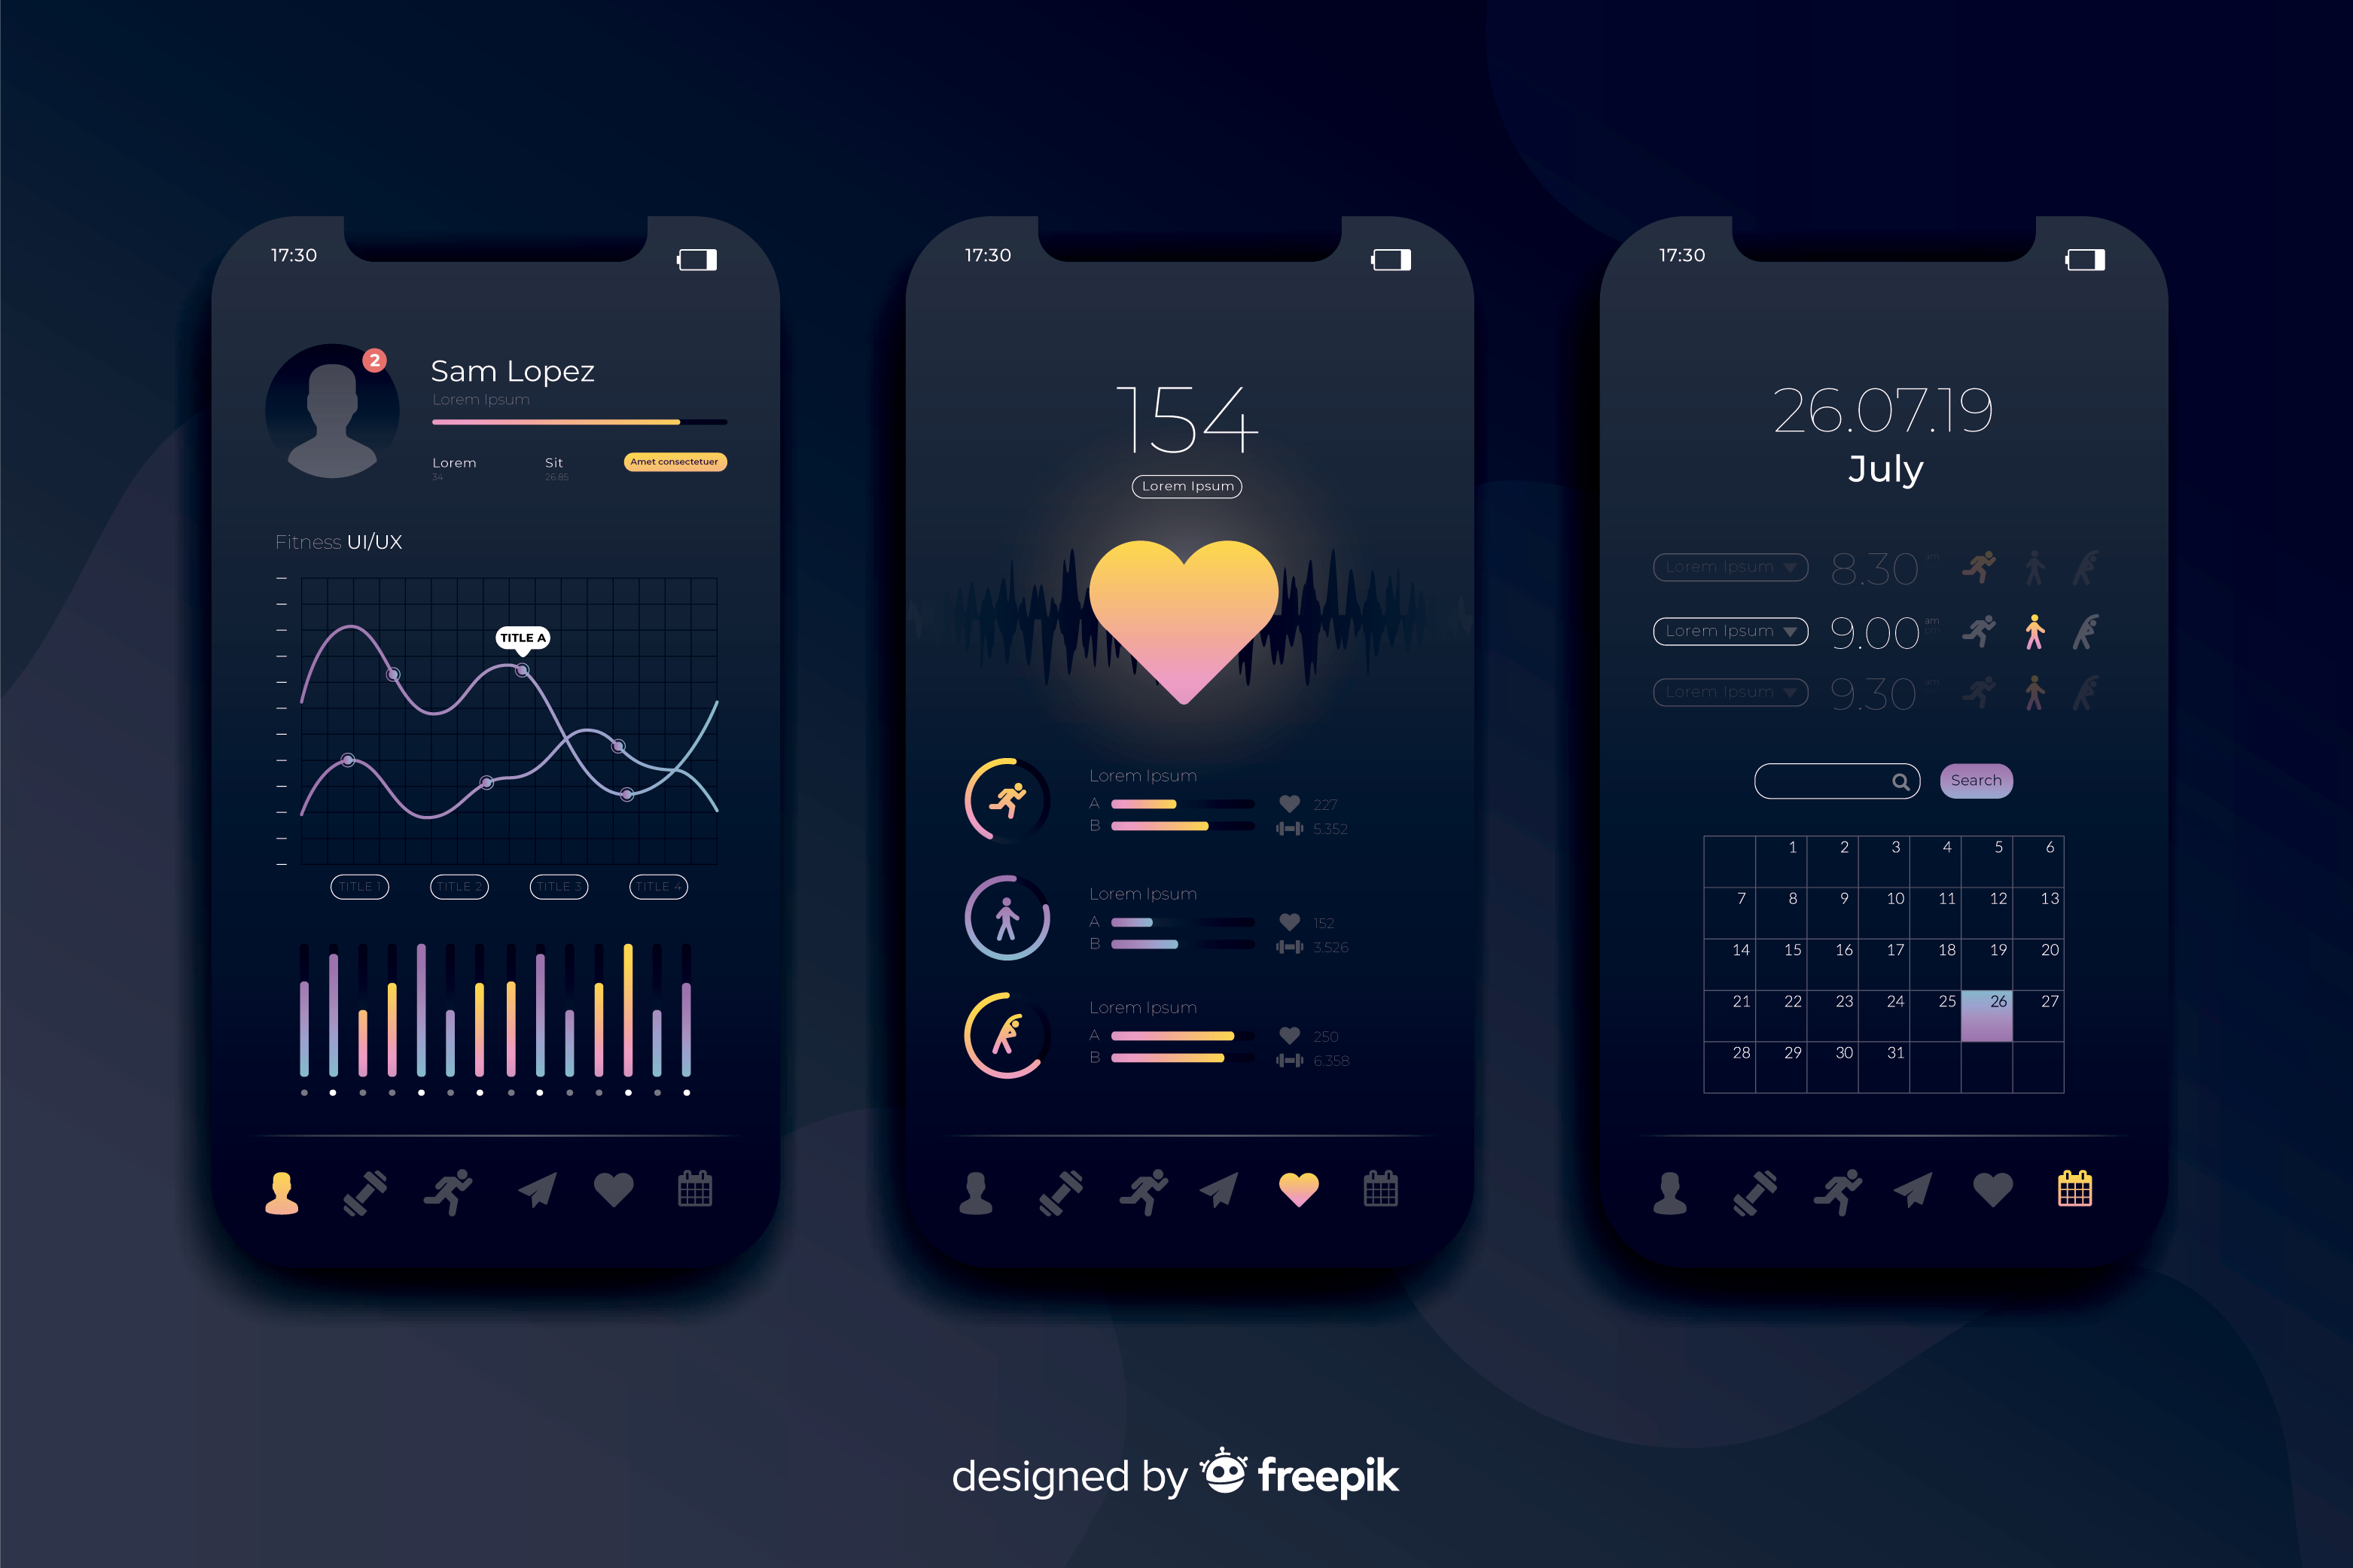 17:30
2
Sam Lopez
Lorem Ipsum
Lorem Sit Amet consectetuer
34 26.85
Fitness UI/UX
TITLE A
TITLE 1 TITLE 2 TITLE 3 TITLE 4
17:30
154
Lorem Ipsum
Lorem Ipsum
A 227
B 5.352
Lorem Ipsum
A 152
B 3.526
Lorem Ipsum
A 250
B 6.358
17:30
26.07.19
July
Lorem Ipsum 8.30 am
Lorem Ipsum 9.00 am
Lorem Ipsum 9.30 am
Search
1 2 3 4 5 6
7 8 9 10 11 12 13
14 15 16 17 18 19 20
21 22 23 24 25 26 27
28 29 30 31
designed by freepik